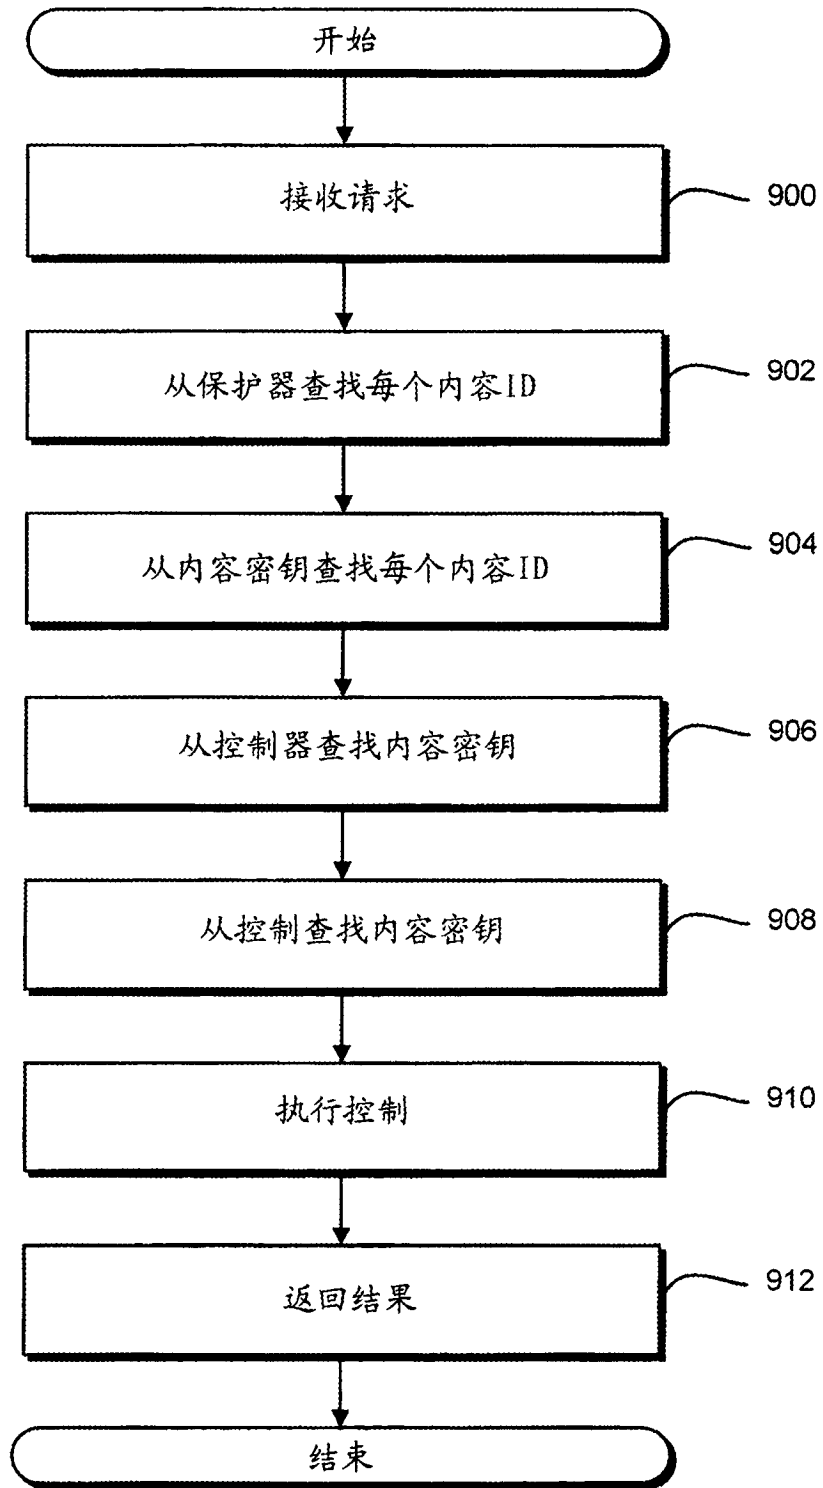 开始
接收请求
900
从保护器查找每个内容ID
902
从内容密钥查找每个内容ID
904
从控制器查找内容密钥
906
从控制查找内容密钥
908
执行控制
910
返回结果
912
结束